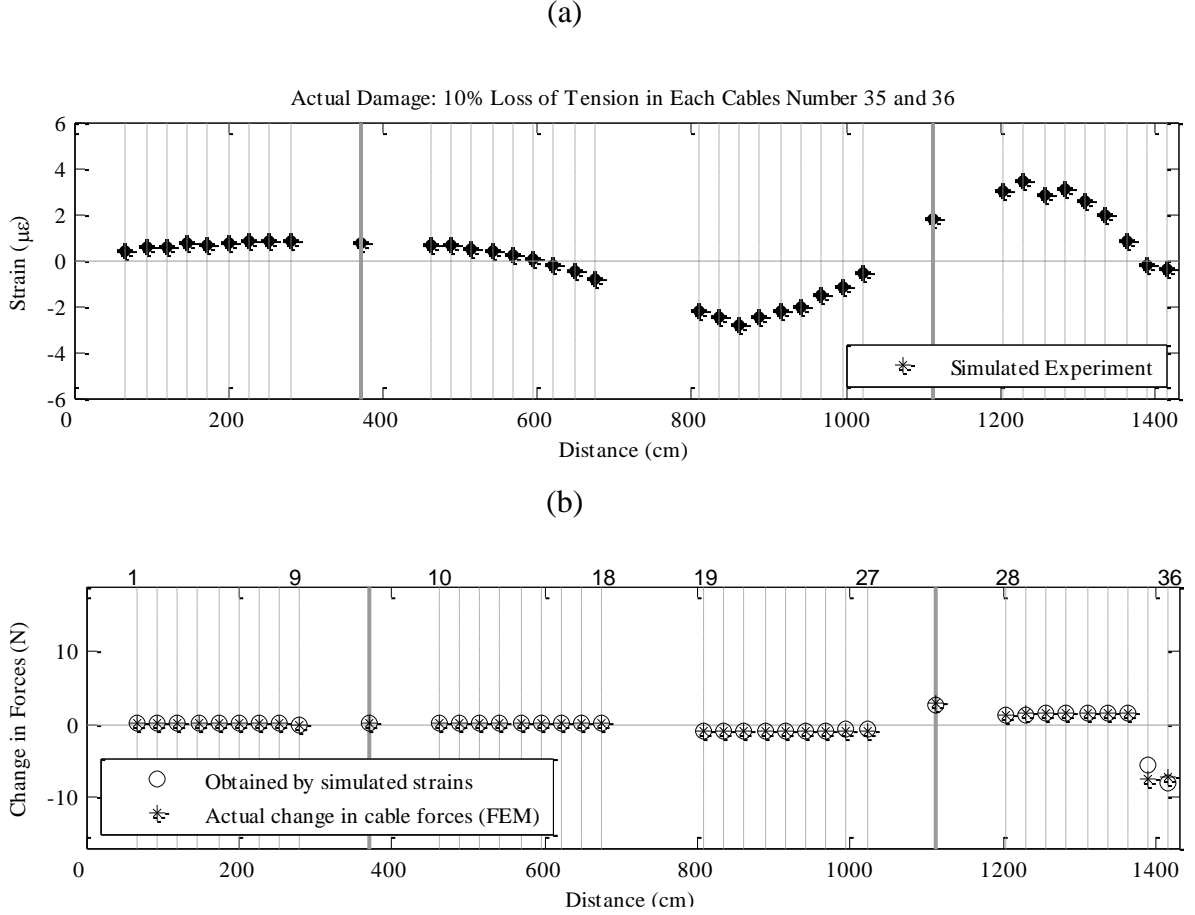 (a)
Actual Damage: 10% Loss of Tension in Each Cables Number 35 and 36
6
4
2
0
-2
-4
-6
Strain (με)
Simulated Experiment
0 200 400 600 800 1000 1200 1400
Distance (cm)
(b)
1 9 10 18 19 27 28 36
10
0
-10
Change in Forces (N)
Obtained by simulated strains
Actual change in cable forces (FEM)
0 200 400 600 800 1000 1200 1400
Distance (cm)